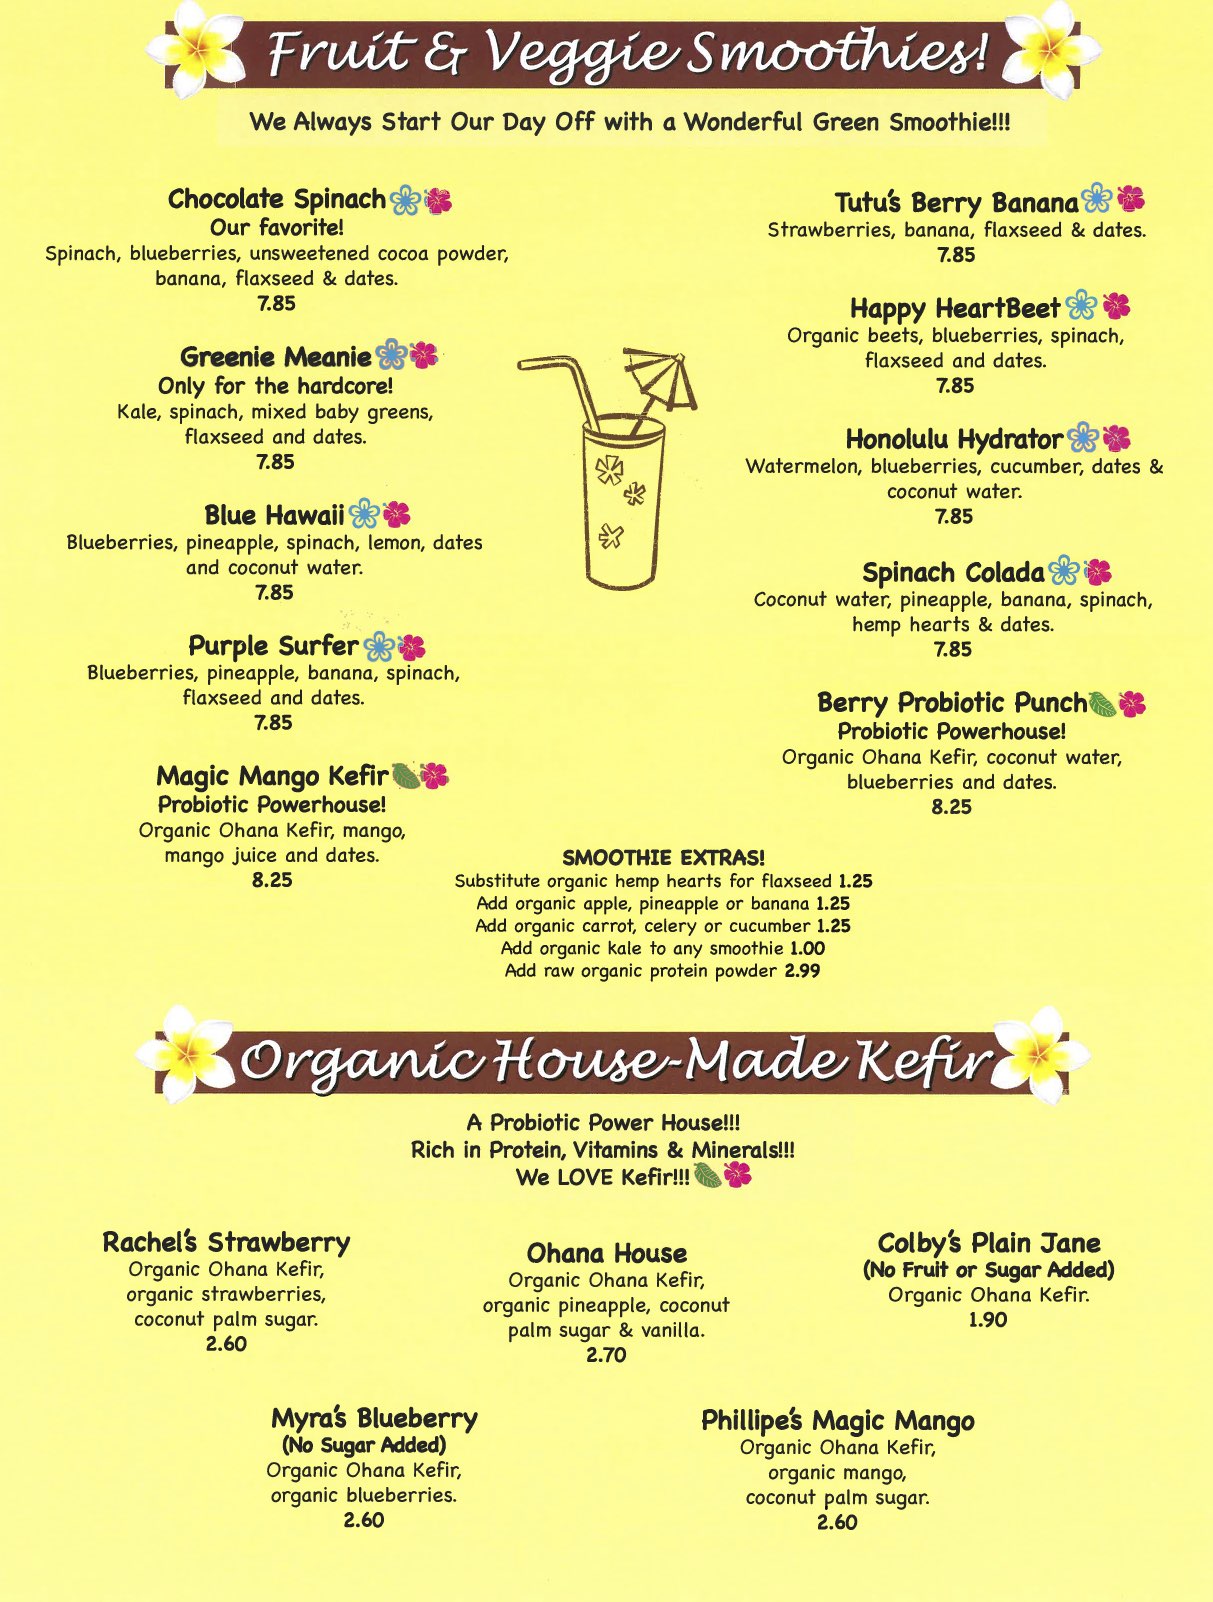 Fruit & Veggie Smoothies!
We Always Start Our Day Off with a Wonderful Green Smoothie!!!
Chocolate Spinach
Our favorite!
Spinach, blueberries, unsweetened cocoa powder,
banana, flaxseed & dates.
7.85
Greenie Meanie
Only for the hardcore!
Kale, spinach, mixed baby greens,
flaxseed and dates.
7.85
Blue Hawaii
Blueberries, pineapple, spinach, lemon, dates
and coconut water.
7.85
Purple Surfer
Blueberries, pineapple, banana, spinach,
flaxseed and dates.
7.85
Magic Mango Kefir
Probiotic Powerhouse!
Organic Ohana Kefir, mango,
mango juice and dates.
8.25
Tutu's Berry Banana
Strawberries, banana, flaxseed & dates.
7.85
Happy HeartBeet
Organic beets, blueberries, spinach,
flaxseed and dates.
7.85
Honolulu Hydrator
Watermelon, blueberries, cucumber, dates &
coconut water.
7.85
Spinach Colada
Coconut water, pineapple, banana, spinach,
hemp hearts & dates.
7.85
Berry Probiotic Punch
Probiotic Powerhouse!
Organic Ohana Kefir, coconut water,
blueberries and dates.
8.25
SMOOTHIE EXTRAS!
Substitute organic hemp hearts for flaxseed 1.25
Add organic apple, pineapple or banana 1.25
Add organic carrot, celery or cucumber 1.25
Add organic kale to any smoothie 1.00
Add raw organic protein powder 2.99
Organic House-Made Kefir
A Probiotic Power House!!!
Rich in Protein, Vitamins & Minerals!!!
We LOVE Kefir!!!
Rachel's Strawberry
Organic Ohana Kefir,
organic strawberries,
coconut palm sugar.
2.60
Ohana House
Organic Ohana Kefir,
organic pineapple, coconut
palm sugar & vanilla.
2.70
Colby's Plain Jane
(No Fruit or Sugar Added)
Organic Ohana Kefir.
1.90
Myra's Blueberry
(No Sugar Added)
Organic Ohana Kefir,
organic blueberries.
2.60
Phillipe's Magic Mango
Organic Ohana Kefir,
organic mango,
coconut palm sugar.
2.60